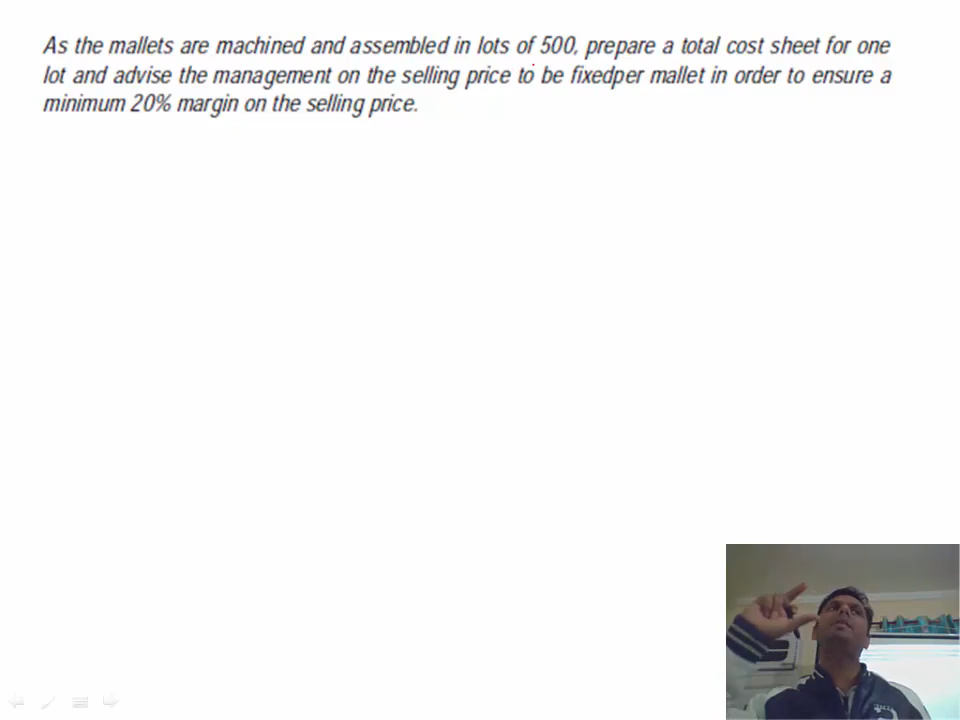 As the mallets are machined and assembled in lots of 500, prepare a total cost sheet for one
lot and advise the management on the selling price to be fixedper mallet in order to ensure a
minimum 20% margin on the selling price.